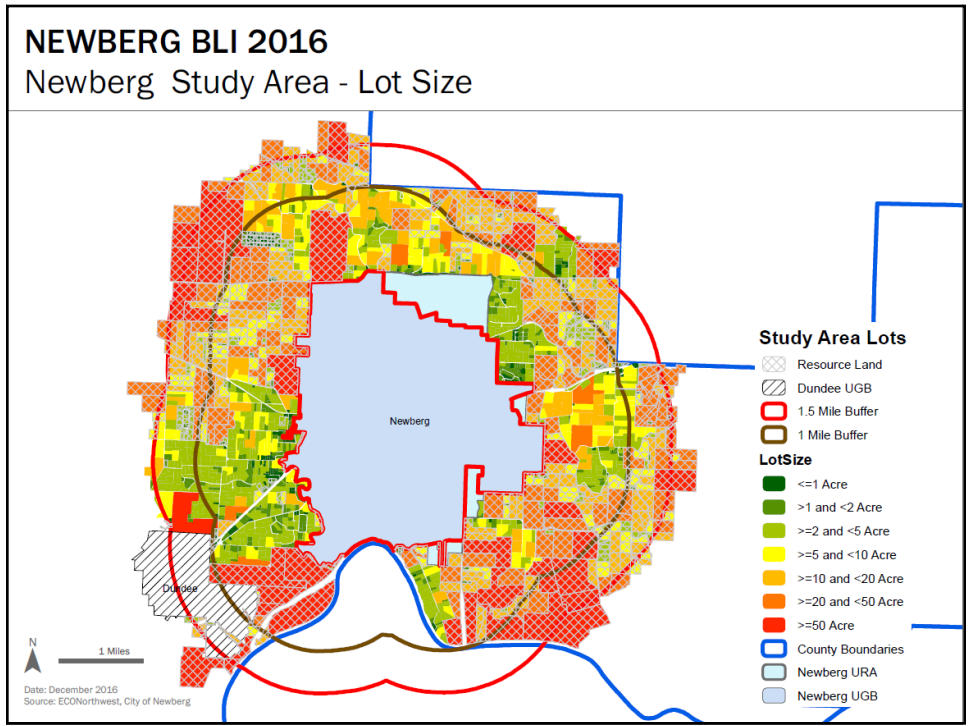 NEWBERG BLI 2016
Newberg  Study Area - Lot Size
Newberg
Dundee
Study Area Lots
Resource Land
Dundee UGB
1.5 Mile Buffer
1 Mile Buffer
LotSize
<=1 Acre
>1 and <2 Acre
>=2 and <5 Acre
>=5 and <10 Acre
>=10 and <20 Acre
>=20 and <50 Acre
>=50 Acre
County Boundaries
Newberg URA
Newberg UGB
N
1 Miles
Date: December 2016
Source: ECONorthwest, City of Newberg